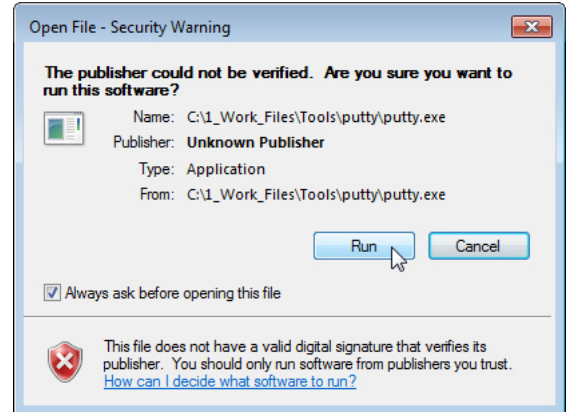 Open File - Security Warning
The publisher could not be verified.  Are you sure you want to
run this software?
Name: C:\1_Work_Files\Tools\putty\putty.exe
Publisher: Unknown Publisher
Type: Application
From: C:\1_Work_Files\Tools\putty\putty.exe
Run Cancel
Always ask before opening this file
This file does not have a valid digital signature that verifies its
publisher.  You should only run software from publishers you trust.
How can I decide what software to run?